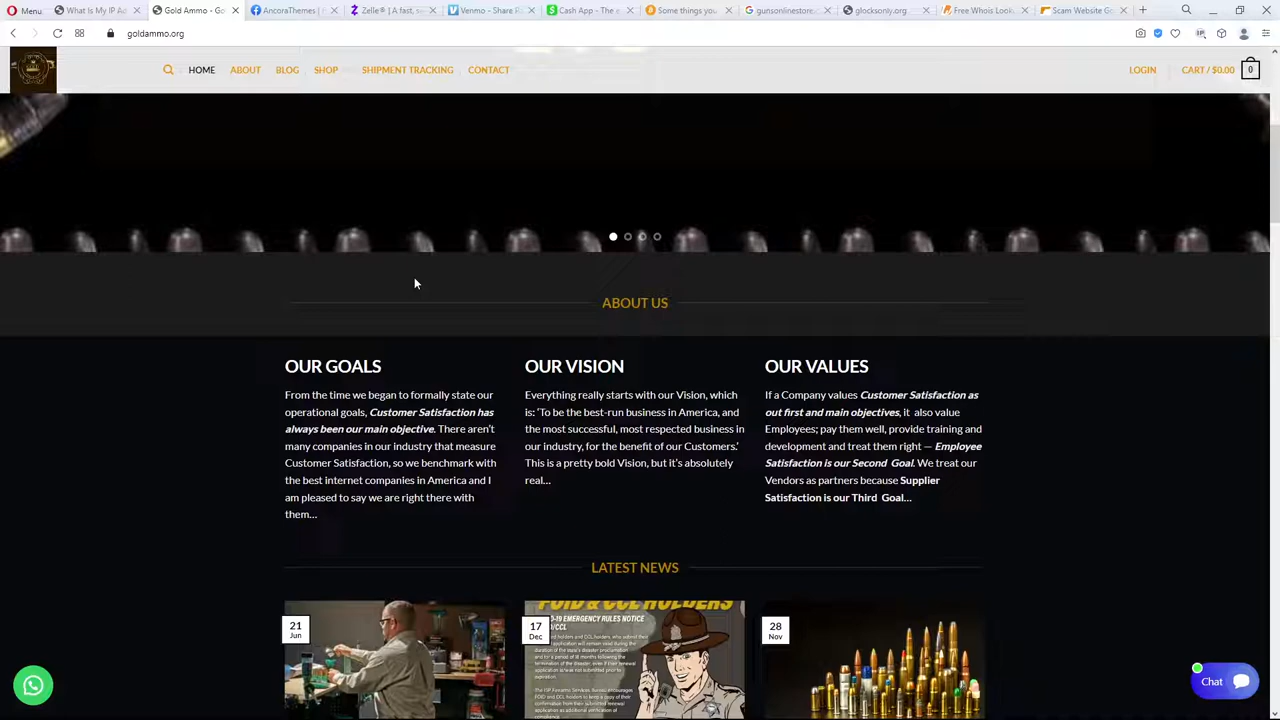 Menu
What Is My IP Ad
Gold Ammo - Go
AncoraThemes | F
Zelle® | A fast, s
Venmo - Share P
Cash App - The e
Some things you
gunsonlinestore.
glocksonly.org
Free Whois Look
Scam Website G
goldammo.org
HOME
ABOUT
BLOG
SHOP
SHIPMENT TRACKING
CONTACT
LOGIN
CART / $0.00
0
ABOUT US
OUR GOALS
From the time we began to formally state our
operational goals, Customer Satisfaction has
always been our main objective. There aren't
many companies in our industry that measure
Customer Satisfaction, so we benchmark with
the best internet companies in America and I
am pleased to say we are right there with
them...
OUR VISION
Everything really starts with our Vision, which
is: 'To be the best-run business in America, and
the most successful, most respected business in
our industry, for the benefit of our Customers.'
This is a pretty bold Vision, but it's absolutely
real...
OUR VALUES
If a Company values Customer Satisfaction as
out first and main objectives, it also value
Employees; pay them well, provide training and
development and treat them right — Employee
Satisfaction is our Second Goal. We treat our
Vendors as partners because Supplier
Satisfaction is our Third Goal...
LATEST NEWS
21
Jun
17
Dec
FOID & CCL HOLDERS
-19 EMERGENCY RULES NOTICE
/CCL
28
Nov
Chat